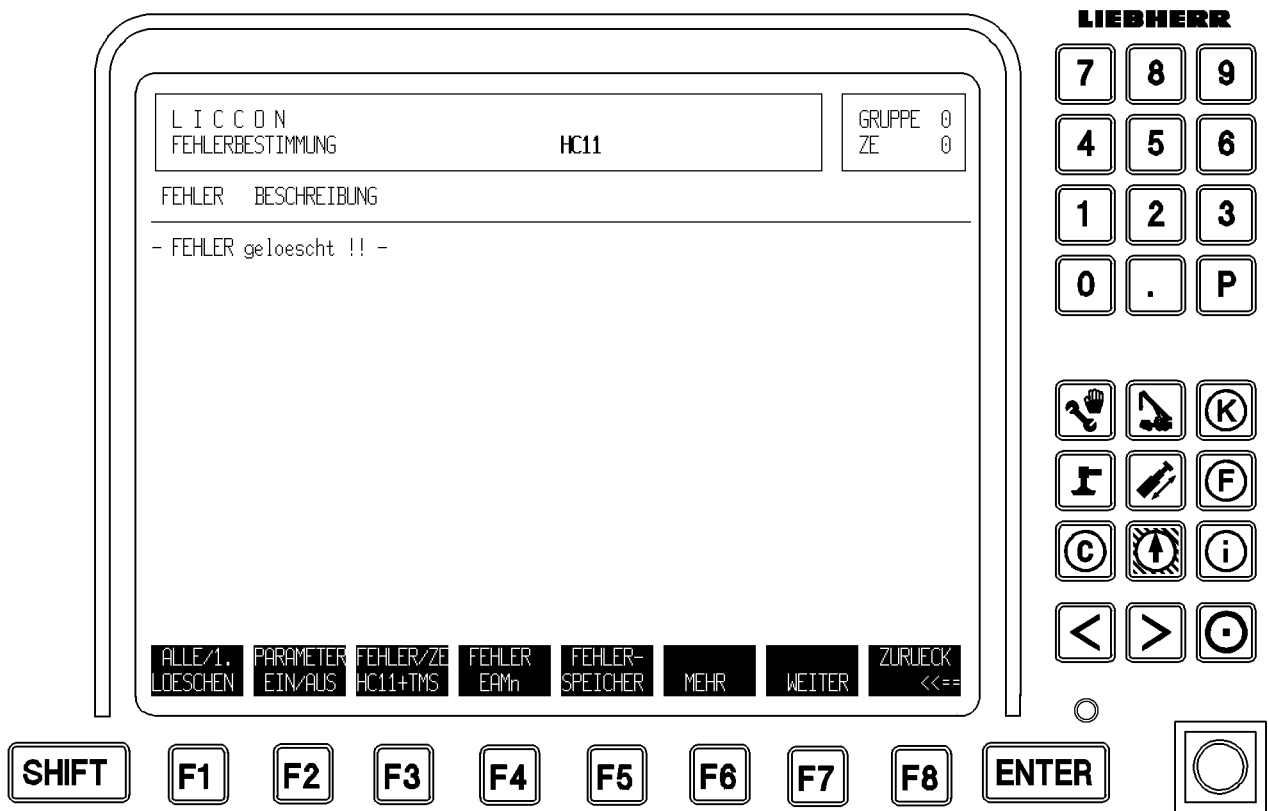 LIEBHERR
L I C C O N
FEHLERBESTIMMUNG HC11
GRUPPE 0
ZE 0
FEHLER BESCHREIBUNG
- FEHLER geloescht !! -
ALLE/1. LOESCHEN
PARAMETER EIN/AUS
FEHLER/ZE HC11+TMS
FEHLER EAMn
FEHLER- SPEICHER
MEHR
WEITER
ZURUECK <<==
7 8 9
4 5 6
1 2 3
0 . P
K
F
C i
< >
SHIFT F1 F2 F3 F4 F5 F6 F7 F8 ENTER